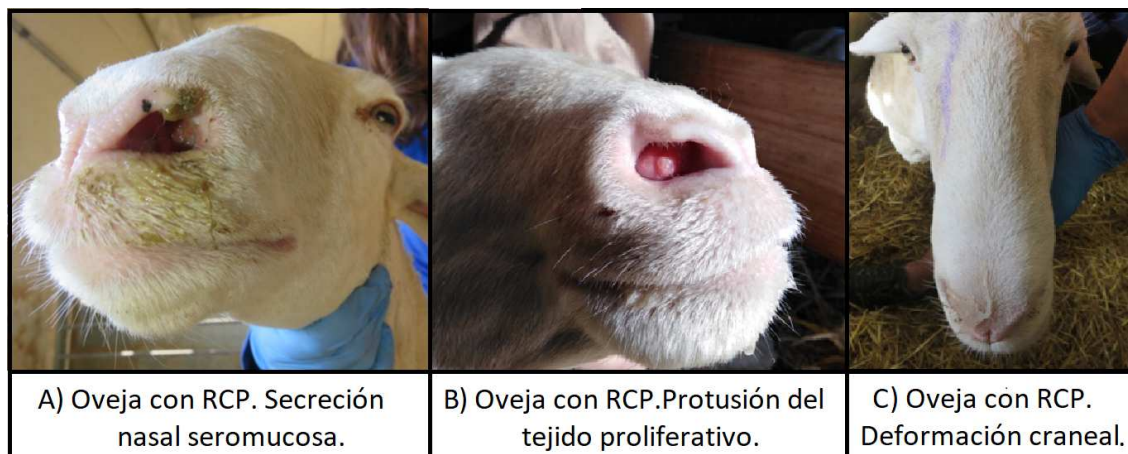 A) Oveja con RCP. Secreción
nasal seromucosa.
B) Oveja con RCP.Protusión del
tejido proliferativo.
C) Oveja con RCP.
Deformación craneal.